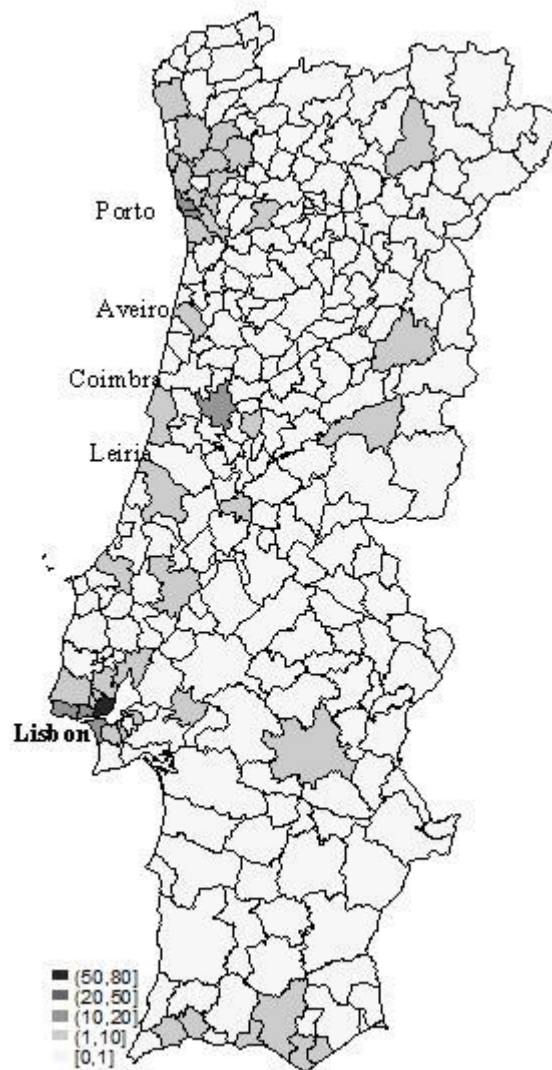 Porto
Aveiro
Coimbra
Leiria
Lisbon
(50,80]
(20,50]
(10,20]
(1,10]
[0,1]